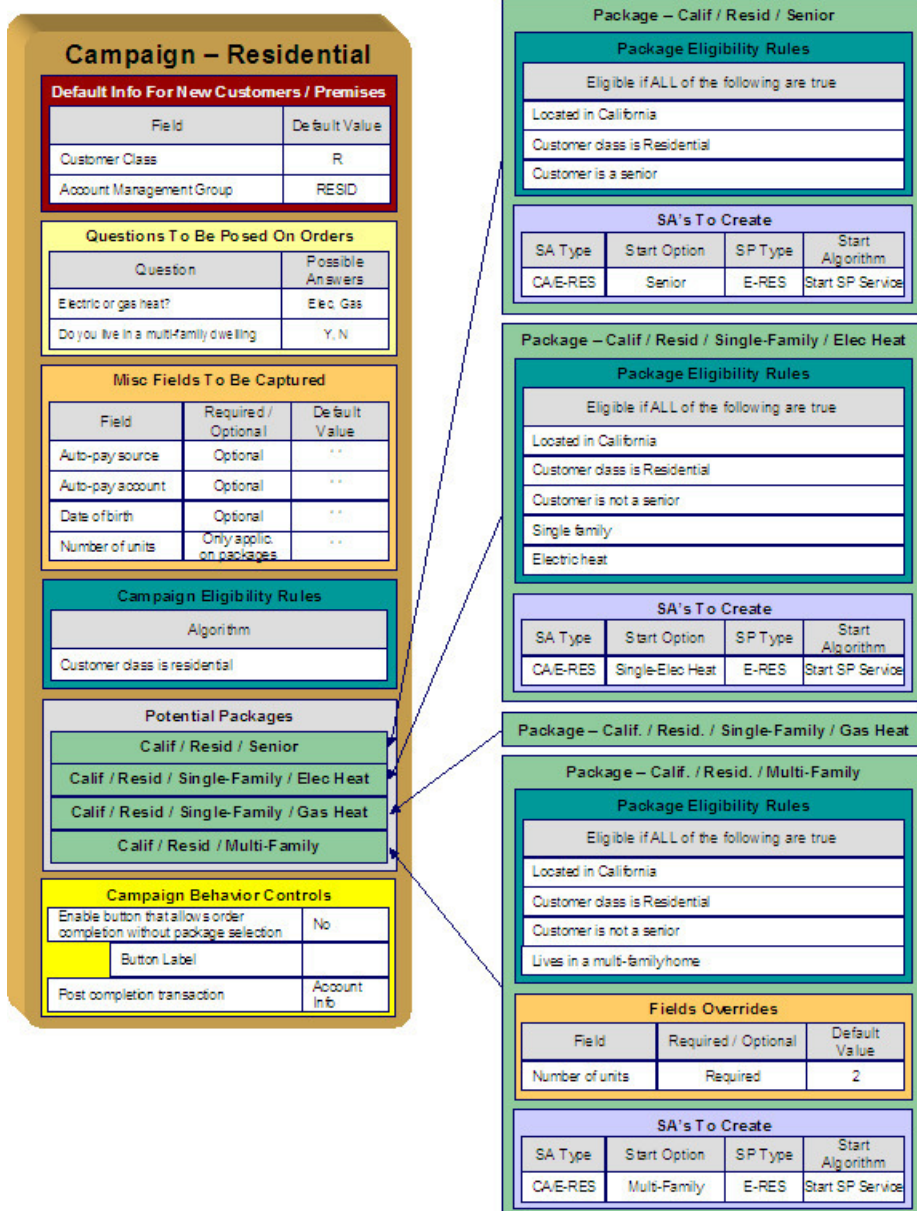 Campaign – Residential
Default Info For New Customers / Premises
Field Default Value
Customer Class R
Account Management Group RESID
Questions To Be Posed On Orders
Question Possible Answers
Electric or gas heat? Elec, Gas
Do you live in a multi-family dwelling Y, N
Misc Fields To Be Captured
Field Required / Optional Default Value
Auto-pay source Optional " "
Auto-pay account Optional " "
Date of birth Optional " "
Number of units Only applic. on packages " "
Campaign Eligibility Rules
Algorithm
Customer class is residential
Potential Packages
Calif / Resid / Senior
Calif / Resid / Single-Family / Elec Heat
Calif / Resid / Single-Family / Gas Heat
Calif / Resid / Multi-Family
Campaign Behavior Controls
Enable button that allows order completion without package selection No
Button Label
Post completion transaction Account Info
Package – Calif / Resid / Senior
Package Eligibility Rules
Eligible if ALL of the following are true
Located in California
Customer class is Residential
Customer is a senior
SA's To Create
SA Type Start Option SP Type Start Algorithm
CA/E-RES Senior E-RES Start SP Service
Package – Calif / Resid / Single-Family / Elec Heat
Package Eligibility Rules
Eligible if ALL of the following are true
Located in California
Customer class is Residential
Customer is not a senior
Single family
Electric heat
SA's To Create
SA Type Start Option SP Type Start Algorithm
CA/E-RES Single-Elec Heat E-RES Start SP Service
Package – Calif. / Resid. / Single-Family / Gas Heat
Package – Calif. / Resid. / Multi-Family
Package Eligibility Rules
Eligible if ALL of the following are true
Located in California
Customer class is Residential
Customer is not a senior
Lives in a multi-family home
Fields Overrides
Field Required / Optional Default Value
Number of units Required 2
SA's To Create
SA Type Start Option SP Type Start Algorithm
CA/E-RES Multi-Family E-RES Start SP Service